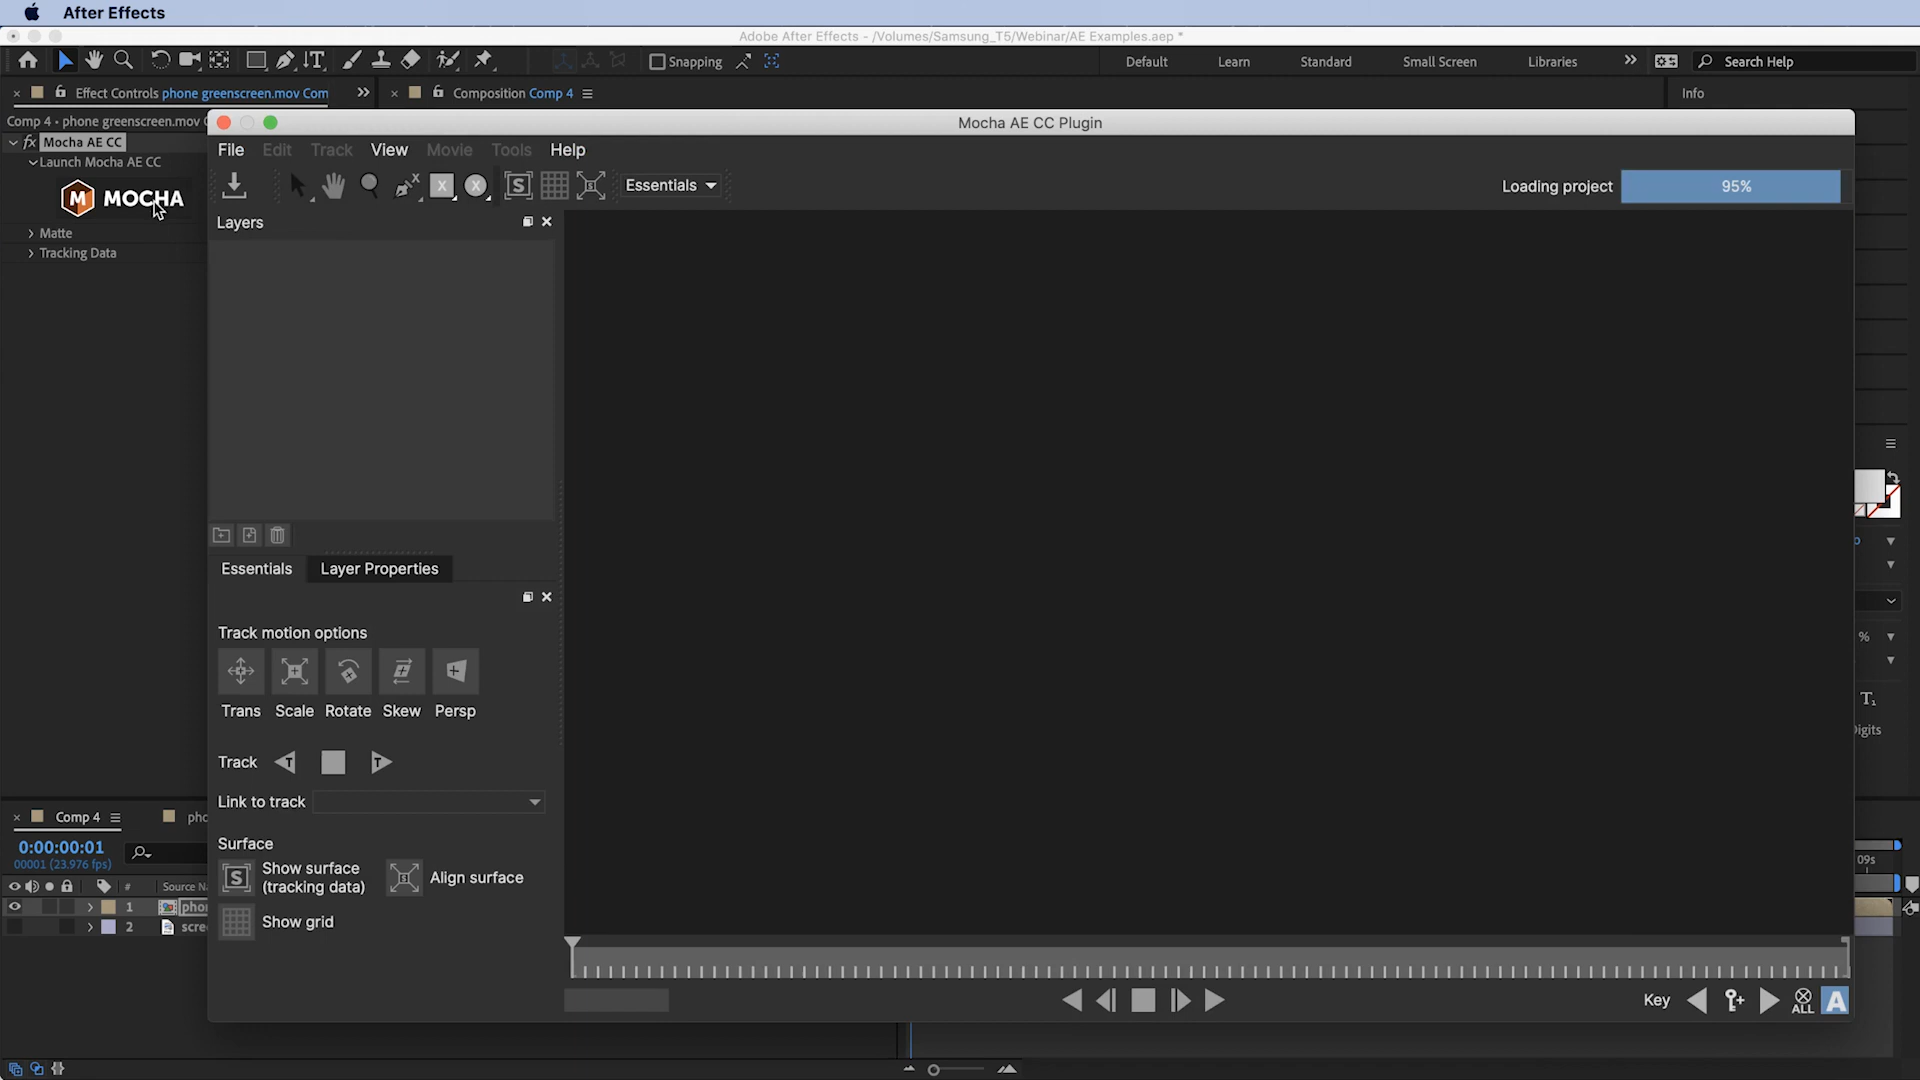 After Effects
Adobe After Effects - /Volumes/Samsung_T5/Webinar/AE Examples.aep *
Snapping
Default
Learn
Standard
Small Screen
Libraries
Search Help
Effect Controls phone greenscreen.mov Com
Composition Comp 4
Info
Comp 4 • phone greenscreen.mov
Mocha AE CC Plugin
fx Mocha AE CC
File Edit Track View Movie Tools Help
Launch Mocha AE CC
M MOCHA
Essentials
Loading project 95%
Layers
Matte
Tracking Data
Essentials Layer Properties
Track motion options
Trans Scale Rotate Skew Persp
%
Track
Link to track
Surface
Show surface
(tracking data)
Align surface
Show grid
Comp 4
0:00:00:01
00001 (23.976 fps)
09s
# Source
1
2
Key
ALL
A